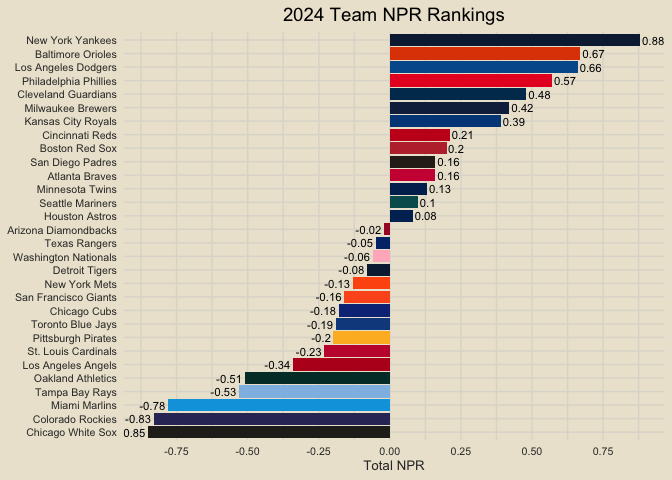 2024 Team NPR Rankings
New York Yankees 0.88
Baltimore Orioles 0.67
Los Angeles Dodgers 0.66
Philadelphia Phillies 0.57
Cleveland Guardians 0.48
Milwaukee Brewers 0.42
Kansas City Royals 0.39
Cincinnati Reds 0.21
Boston Red Sox 0.2
San Diego Padres 0.16
Atlanta Braves 0.16
Minnesota Twins 0.13
Seattle Mariners 0.1
Houston Astros 0.08
Arizona Diamondbacks -0.02
Texas Rangers -0.05
Washington Nationals -0.06
Detroit Tigers -0.08
New York Mets -0.13
San Francisco Giants -0.16
Chicago Cubs -0.18
Toronto Blue Jays -0.19
Pittsburgh Pirates -0.2
St. Louis Cardinals -0.23
Los Angeles Angels -0.34
Oakland Athletics -0.51
Tampa Bay Rays -0.53
Miami Marlins -0.78
Colorado Rockies -0.83
Chicago White Sox 0.85
-0.75 -0.50 -0.25 0.00 0.25 0.50 0.75
Total NPR